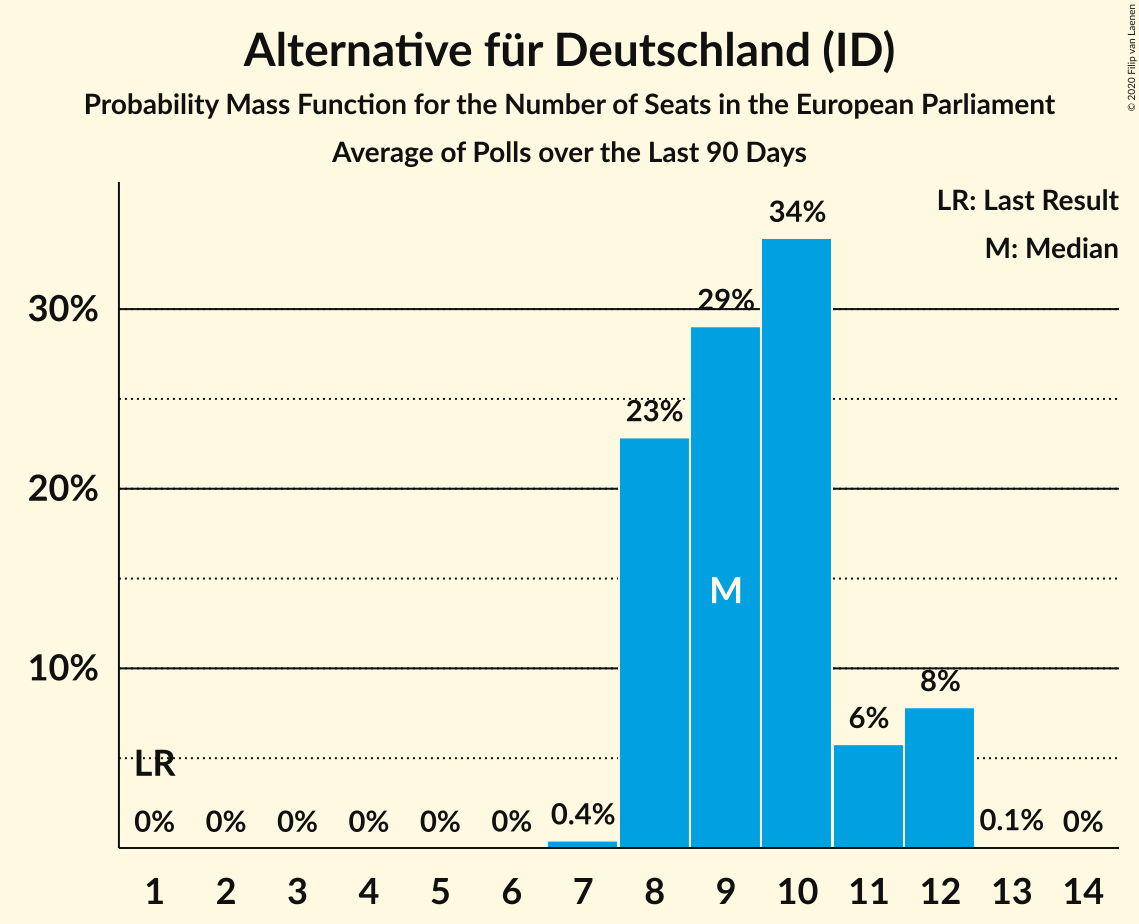 Alternative für Deutschland (ID)
Probability Mass Function for the Number of Seats in the European Parliament
Average of Polls over the Last 90 Days
© 2020 Filip van Laenen
LR: Last Result
M: Median
34%
30%
29%
23%
20%
M
10%
8%
6%
LR
0% 0% 0% 0% 0% 0% 0.4% 0.1% 0%
1 2 3 4 5 6 7 8 9 10 11 12 13 14